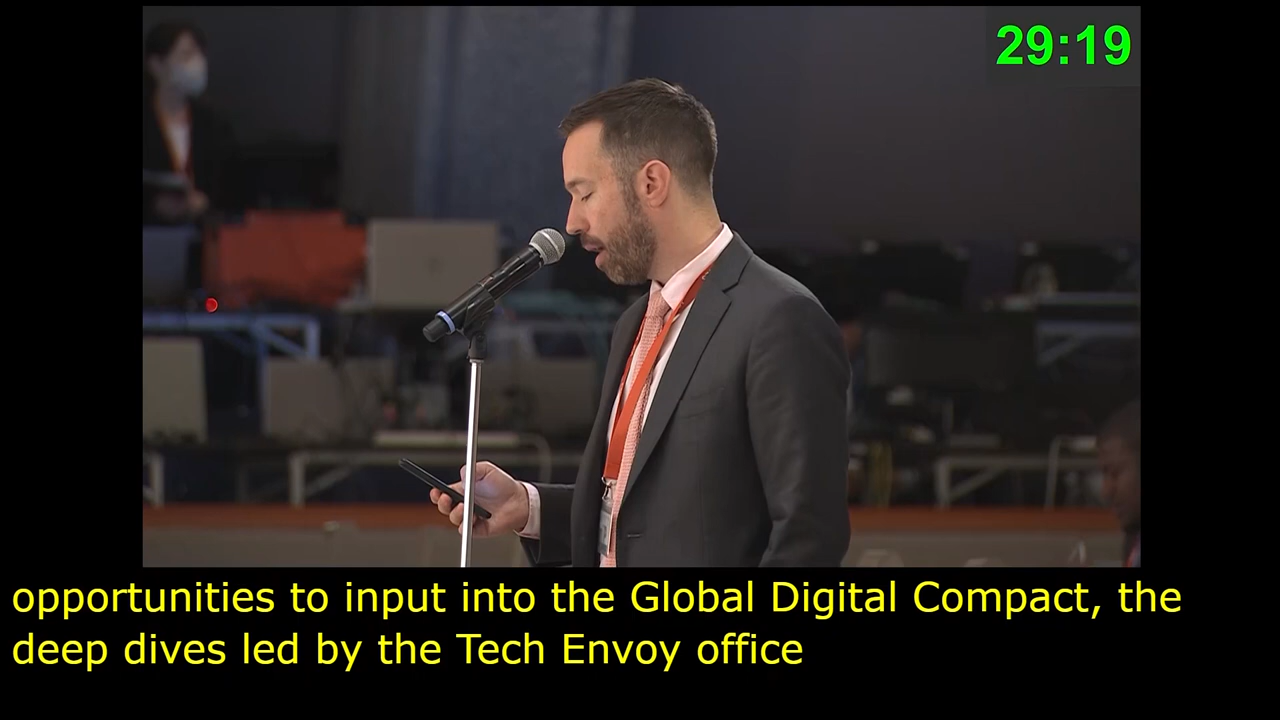 29:19
opportunities to input into the Global Digital Compact, the
deep dives led by the Tech Envoy office